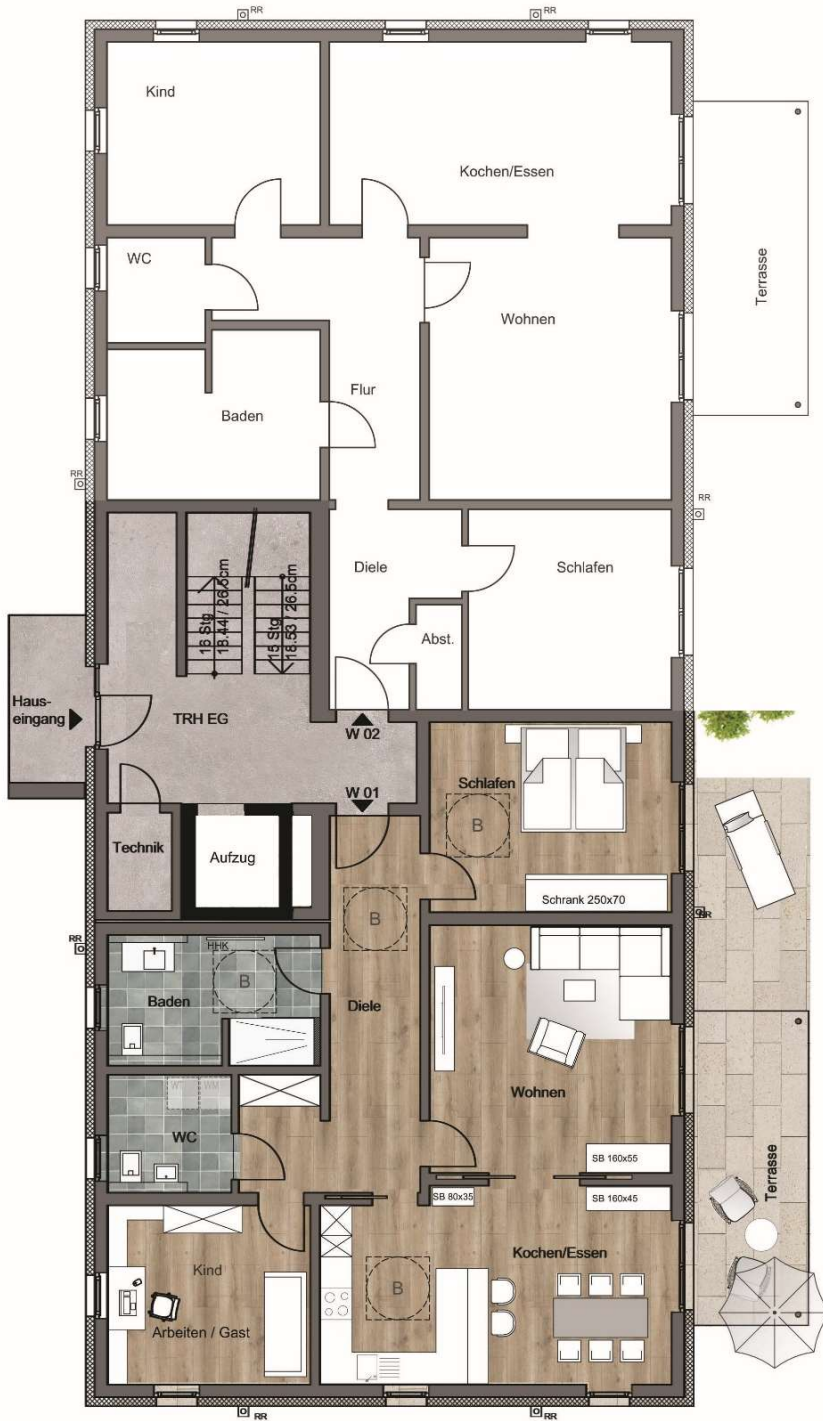 RR
RR
Kind
Kochen/Essen
WC
Terrasse
Wohnen
Flur
Baden
RR
RR
Diele
Schlafen
16 Stg
18.44 / 26.5cm
15 Stg
18.53 / 26.5cm
Abst.
Haus-
eingang
TRH EG
W 02
Schlafen
W 01
B
Technik
Aufzug
Schrank 250x70
B
RR
RR
HHK
B
Baden
Diele
WT
WM
Wohnen
WC
SB 160x55
Terrasse
SB 80x35
SB 160x45
Kochen/Essen
Kind
B
Arbeiten / Gast
RR
RR